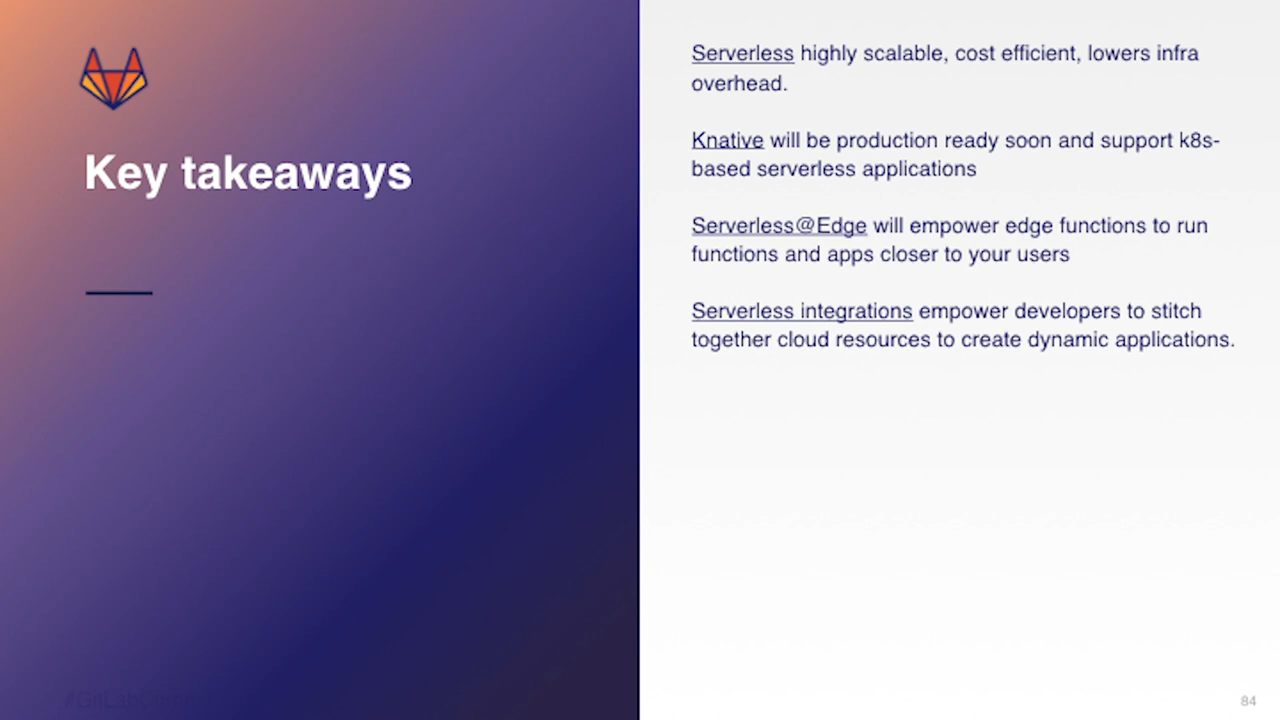 Key takeaways
Serverless highly scalable, cost efficient, lowers infra
overhead.
Knative will be production ready soon and support k8s-
based serverless applications
Serverless@Edge will empower edge functions to run
functions and apps closer to your users
Serverless integrations empower developers to stitch
together cloud resources to create dynamic applications.
84